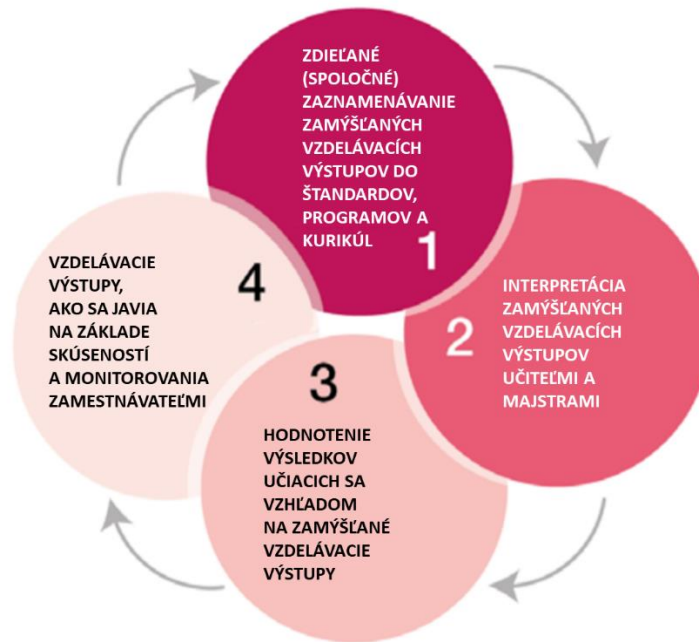 ZDIEĽANÉ
(SPOLOČNÉ)
ZAZNAMENÁVANIE
ZAMÝŠĽANÝCH
VZDELÁVACÍCH
VÝSTUPOV DO
ŠTANDARDOV,
PROGRAMOV A
KURIKÚL
1
2
INTERPRETÁCIA
ZAMÝŠĽANÝCH
VZDELÁVACÍCH
VÝSTUPOV
UČITEĽMI A
MAJSTRAMI
3
HODNOTENIE
VÝSLEDKOV
UČIACICH SA
VZHĽADOM
NA ZAMÝŠĽANÉ
VZDELÁVACIE
VÝSTUPY
4
VZDELÁVACIE
VÝSTUPY,
AKO SA JAVIA
NA ZÁKLADE
SKÚSENOSTÍ
A MONITOROVANIA
ZAMESTNÁVATEĽMI